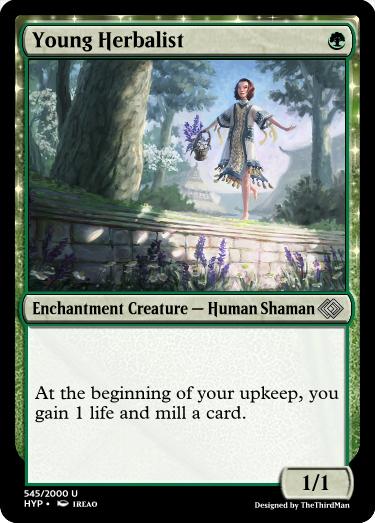 Young Herbalist
Enchantment Creature — Human Shaman
At the beginning of your upkeep, you
gain 1 life and mill a card.
1/1
545/2000 U
HYP • IREAO
Designed by TheThirdMan